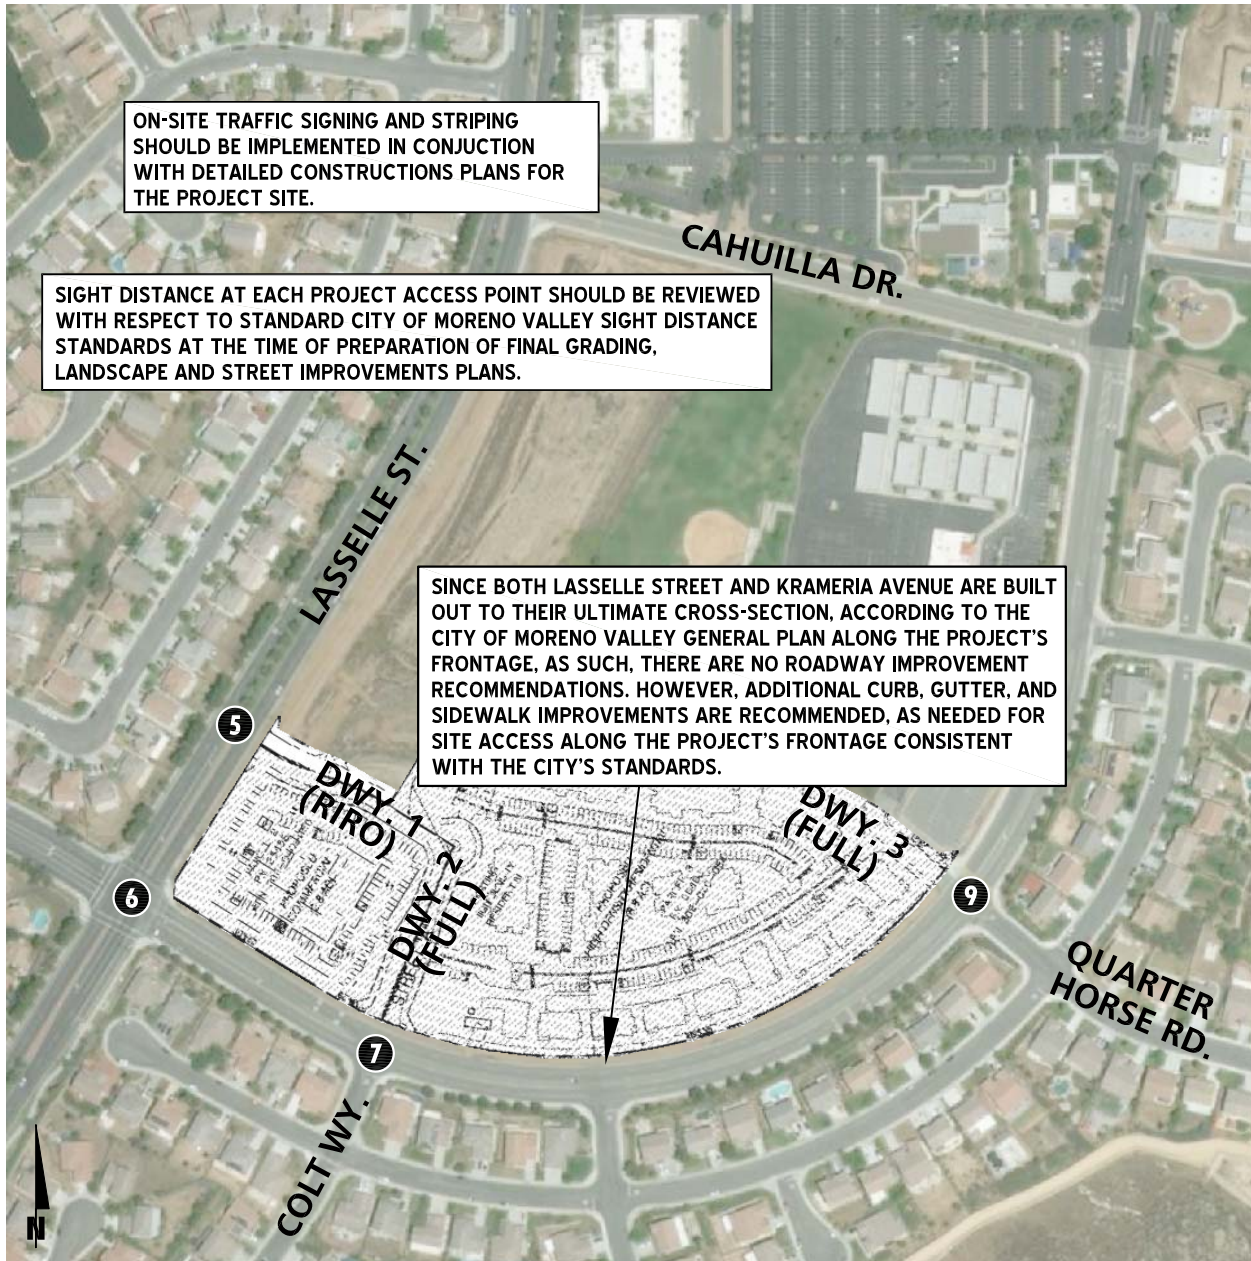 ON-SITE TRAFFIC SIGNING AND STRIPING
SHOULD BE IMPLEMENTED IN CONJUCTION
WITH DETAILED CONSTRUCTIONS PLANS FOR
THE PROJECT SITE.
CAHUILLA DR.
SIGHT DISTANCE AT EACH PROJECT ACCESS POINT SHOULD BE REVIEWED
WITH RESPECT TO STANDARD CITY OF MORENO VALLEY SIGHT DISTANCE
STANDARDS AT THE TIME OF PREPARATION OF FINAL GRADING,
LANDSCAPE AND STREET IMPROVEMENTS PLANS.
LASSELLE ST.
SINCE BOTH LASSELLE STREET AND KRAMERIA AVENUE ARE BUILT
OUT TO THEIR ULTIMATE CROSS-SECTION, ACCORDING TO THE
CITY OF MORENO VALLEY GENERAL PLAN ALONG THE PROJECT'S
FRONTAGE, AS SUCH, THERE ARE NO ROADWAY IMPROVEMENT
RECOMMENDATIONS. HOWEVER, ADDITIONAL CURB, GUTTER, AND
SIDEWALK IMPROVEMENTS ARE RECOMMENDED, AS NEEDED FOR
SITE ACCESS ALONG THE PROJECT'S FRONTAGE CONSISTENT
WITH THE CITY'S STANDARDS.
5
DWY. 1
(RIRO)
DWY. 3
(FULL)
DWY. 2
(FULL)
6
9
QUARTER
HORSE RD.
7
COLT WY.
N